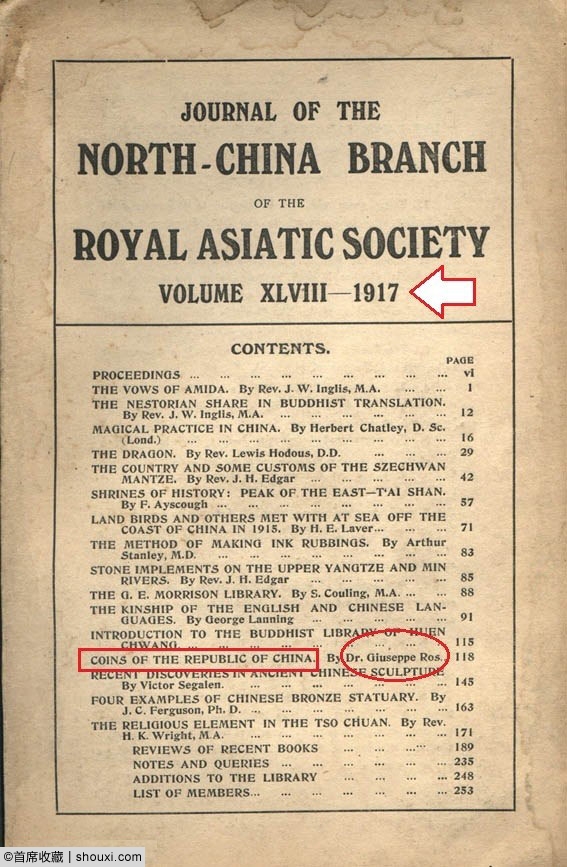 JOURNAL OF THE
NORTH-CHINA BRANCH
OF THE
ROYAL ASIATIC SOCIETY
VOLUME XLVIII—1917
CONTENTS.
PAGE
PROCEEDINGS ... ... ... ... ... ... ... ... vi
THE VOWS OF AMIDA. By Rev. J. W. Inglis, M.A. ... ... 1
THE NESTORIAN SHARE IN BUDDHIST TRANSLATION.
By Rev. J. W. Inglis, M.A. ... ... ... ... ... ... 12
MAGICAL PRACTICE IN CHINA. By Herbert Chatley, D. Sc.
(Lond.) ... ... ... ... ... ... ... ... 16
THE DRAGON. By Rev. Lewis Hodous, D.D. ... ... ... 29
THE COUNTRY AND SOME CUSTOMS OF THE SZECHWAN
MANTZE. By Rev. J. H. Edgar ... ... ... ... ... 42
SHRINES OF HISTORY: PEAK OF THE EAST—T'AI SHAN.
By F. Ayscough ... ... ... ... ... ... ... 57
LAND BIRDS AND OTHERS MET WITH AT SEA OFF THE
COAST OF CHINA IN 1915. By H. E. Laver... ... ... 71
THE METHOD OF MAKING INK RUBBINGS. By Arthur
Stanley, M.D. ... ... ... ... ... ... ... 83
STONE IMPLEMENTS ON THE UPPER YANGTZE AND MIN
RIVERS. By Rev. J. H. Edgar ... ... ... ... ... 85
THE G. E. MORRISON LIBRARY. By S. Couling, M.A. ... ... 88
THE KINSHIP OF THE ENGLISH AND CHINESE LAN-
GUAGES. By George Lanning ... ... ... ... ... 91
INTRODUCTION TO THE BUDDHIST LIBRARY OF HUEN
CHWANG... ... ... ... ... ... ... ... 115
COINS OF THE REPUBLIC OF CHINA. By Dr. Giuseppe Ros.. 118
RECENT DISCOVERIES IN ANCIENT CHINESE SCULPTURE
By Victor Segalen. ... ... ... ... ... ... 145
FOUR EXAMPLES OF CHINESE BRONZE STATUARY. By
J. C. Ferguson, Ph. D. ... ... ... ... ... ... 163
THE RELIGIOUS ELEMENT IN THE TSO CHUAN. By Rev.
H. K. Wright, M.A. ... ... ... ... ... ... 171
REVIEWS OF RECENT BOOKS ... ... ... 189
NOTES AND QUERIES ... ... ... ... ... 235
ADDITIONS TO THE LIBRARY ... ... ... 248
LIST OF MEMBERS... ... ... ... ... ... 253
©首席收藏 | shouxi.com